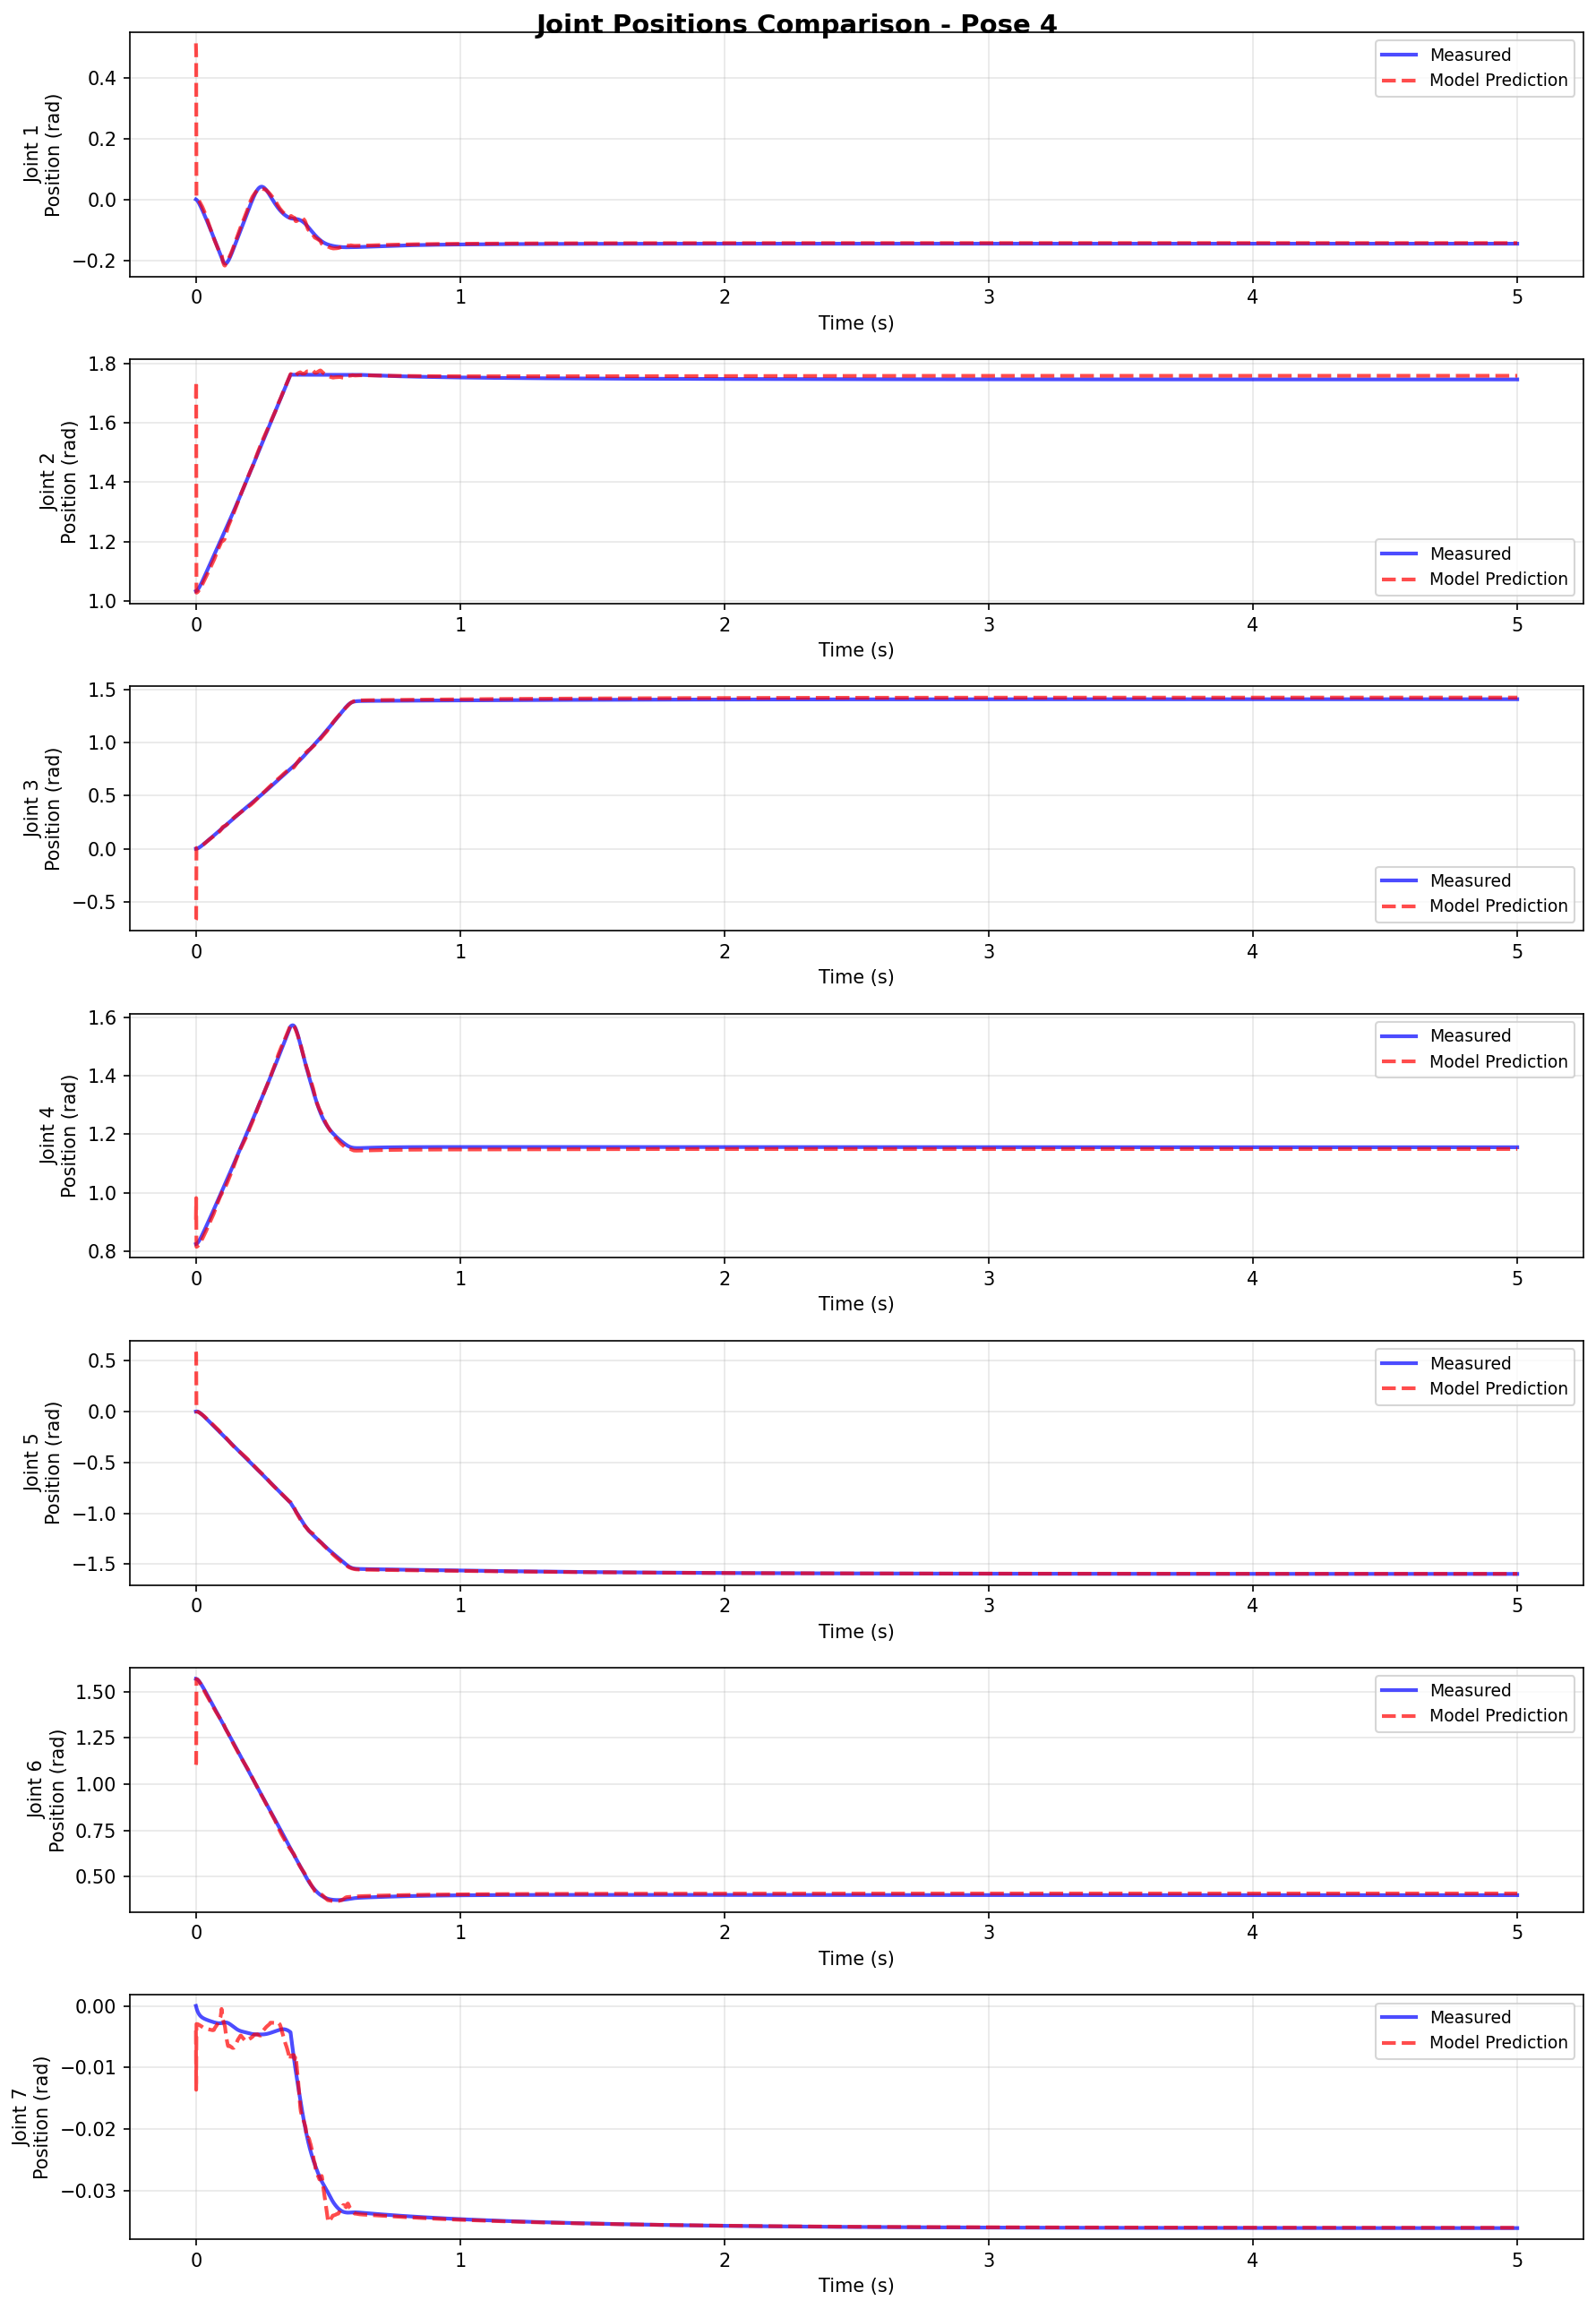 Joint Positions Comparison - Pose 4
Joint 1
Position (rad)
0.4
0.2
0.0
−0.2
Measured
Model Prediction
0 1 2 3 4 5
Time (s)
Joint 2
Position (rad)
1.8
1.6
1.4
1.2
1.0
Measured
Model Prediction
0 1 2 3 4 5
Time (s)
Joint 3
Position (rad)
1.5
1.0
0.5
0.0
−0.5
Measured
Model Prediction
0 1 2 3 4 5
Time (s)
Joint 4
Position (rad)
1.6
1.4
1.2
1.0
0.8
Measured
Model Prediction
0 1 2 3 4 5
Time (s)
Joint 5
Position (rad)
0.5
0.0
−0.5
−1.0
−1.5
Measured
Model Prediction
0 1 2 3 4 5
Time (s)
Joint 6
Position (rad)
1.50
1.25
1.00
0.75
0.50
Measured
Model Prediction
0 1 2 3 4 5
Time (s)
Joint 7
Position (rad)
0.00
−0.01
−0.02
−0.03
Measured
Model Prediction
0 1 2 3 4 5
Time (s)